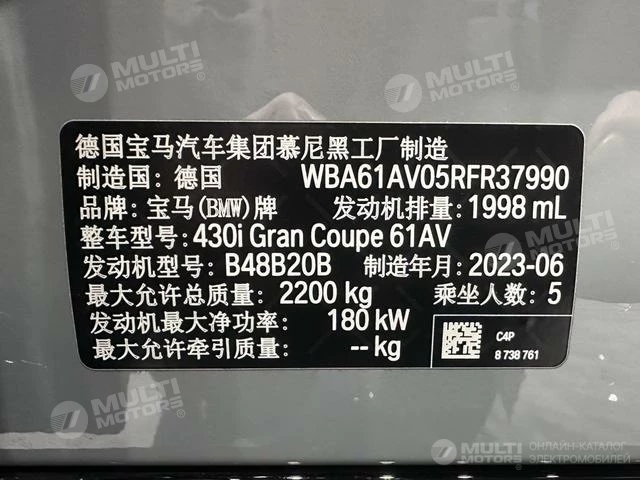 MULTI MOTORS®
MULTI MOTORS®
德国宝马汽车集团慕尼黑工厂制造
制造国: 德国 WBA61AV05RFR37990
品牌: 宝马(BMW)牌 发动机排量: 1998 mL
整车型号: 430i Gran Coupe 61AV
发动机型号: B48B20B 制造年月: 2023-06
最大允许总质量: 2200 kg 乘坐人数: 5
发动机最大净功率: 180 kW
最大允许牵引质量: -- kg
C4P
8 738 761
MULTI MOTORS®
MULTI MOTORS® ОНЛАЙН-КАТАЛОГ ЭЛЕКТРОМОБИЛЕЙ